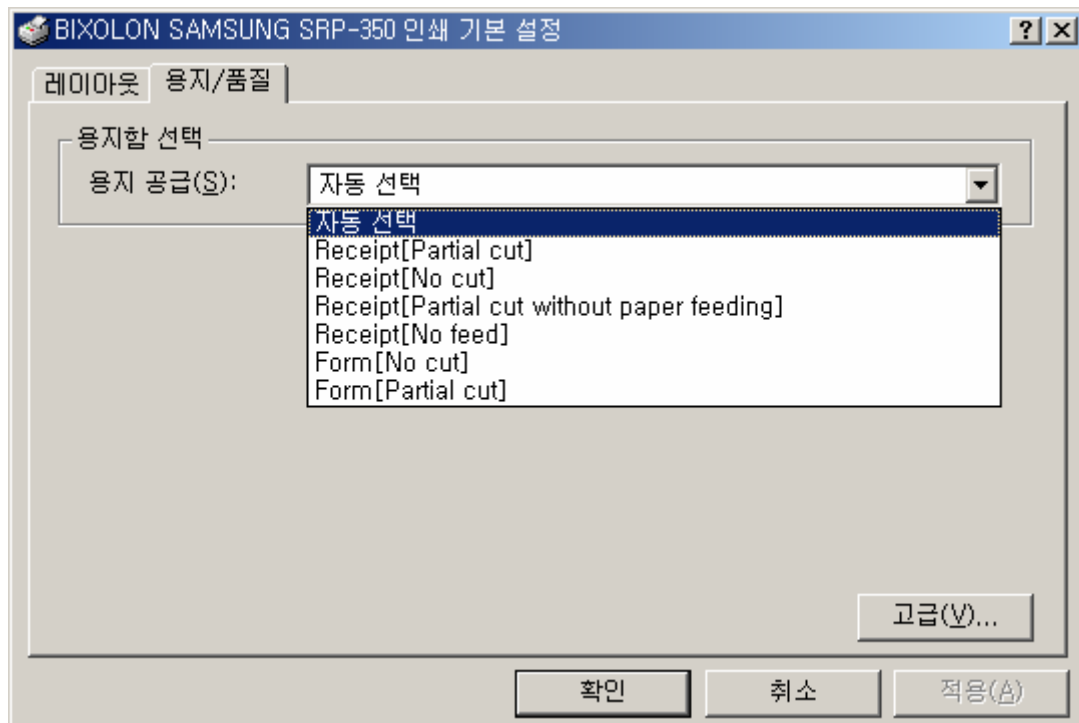 BIXOLON SAMSUNG SRP-350 인쇄 기본 설정
레이아웃 용지/품질
용지함 선택
용지 공급(S): 자동 선택
자동 선택
Receipt[Partial cut]
Receipt[No cut]
Receipt[Partial cut without paper feeding]
Receipt[No feed]
Form[No cut]
Form[Partial cut]
고급(V)...
확인 취소 적용(A)